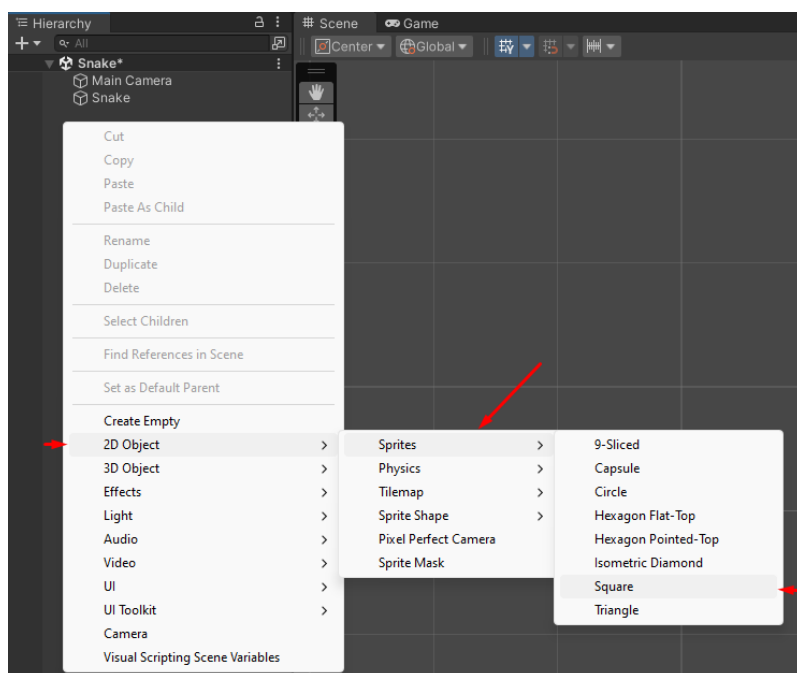 Hierarchy
Scene
Game
All
Center
Global
Snake*
Main Camera
Snake
Cut
Copy
Paste
Paste As Child
Rename
Duplicate
Delete
Select Children
Find References in Scene
Set as Default Parent
Create Empty
2D Object
3D Object
Effects
Light
Audio
Video
UI
UI Toolkit
Camera
Visual Scripting Scene Variables
Sprites
Physics
Tilemap
Sprite Shape
Pixel Perfect Camera
Sprite Mask
9-Sliced
Capsule
Circle
Hexagon Flat-Top
Hexagon Pointed-Top
Isometric Diamond
Square
Triangle